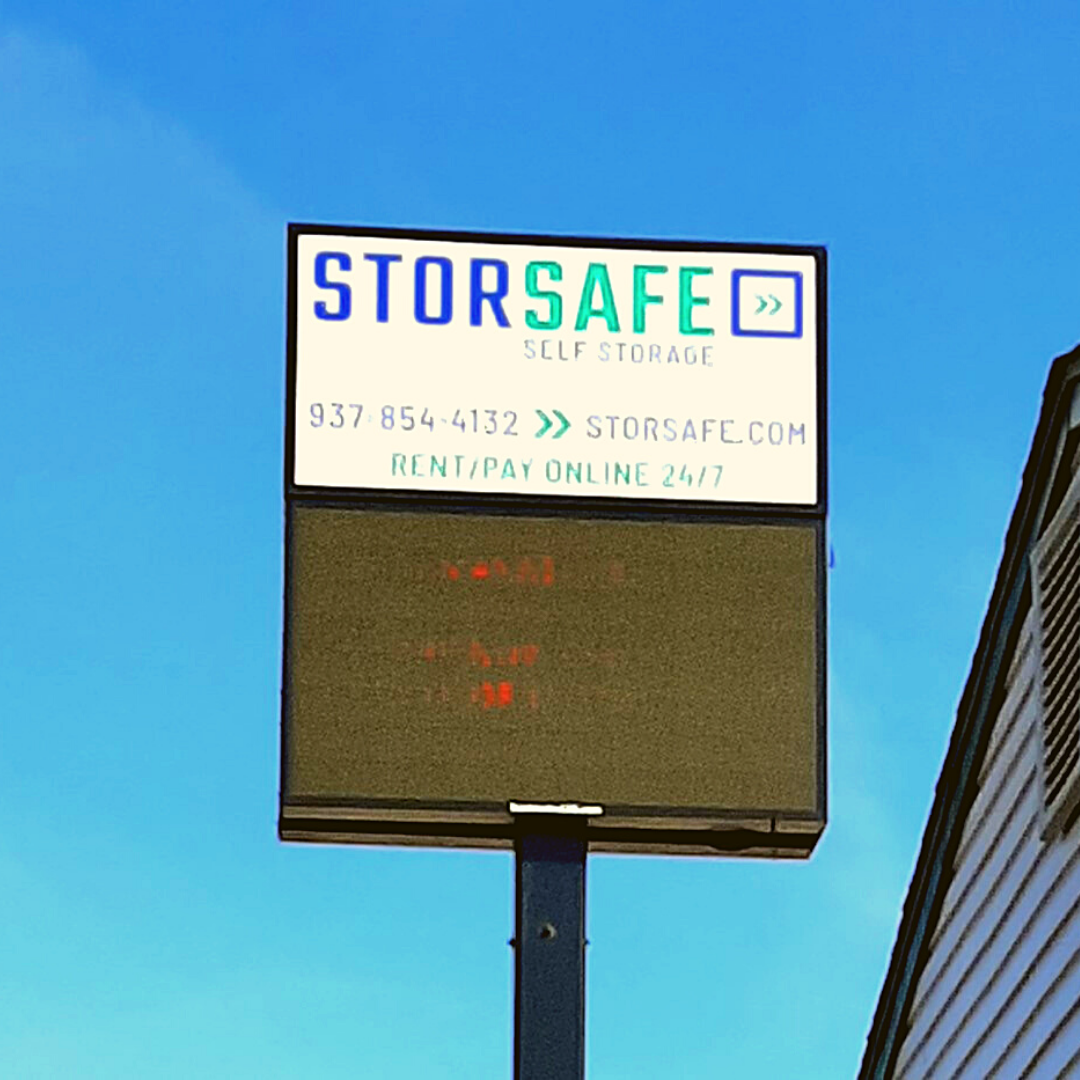 STORSAFE
SELF STORAGE
937-854-4132 >> STORSAFE.COM
RENT/PAY ONLINE 24/7